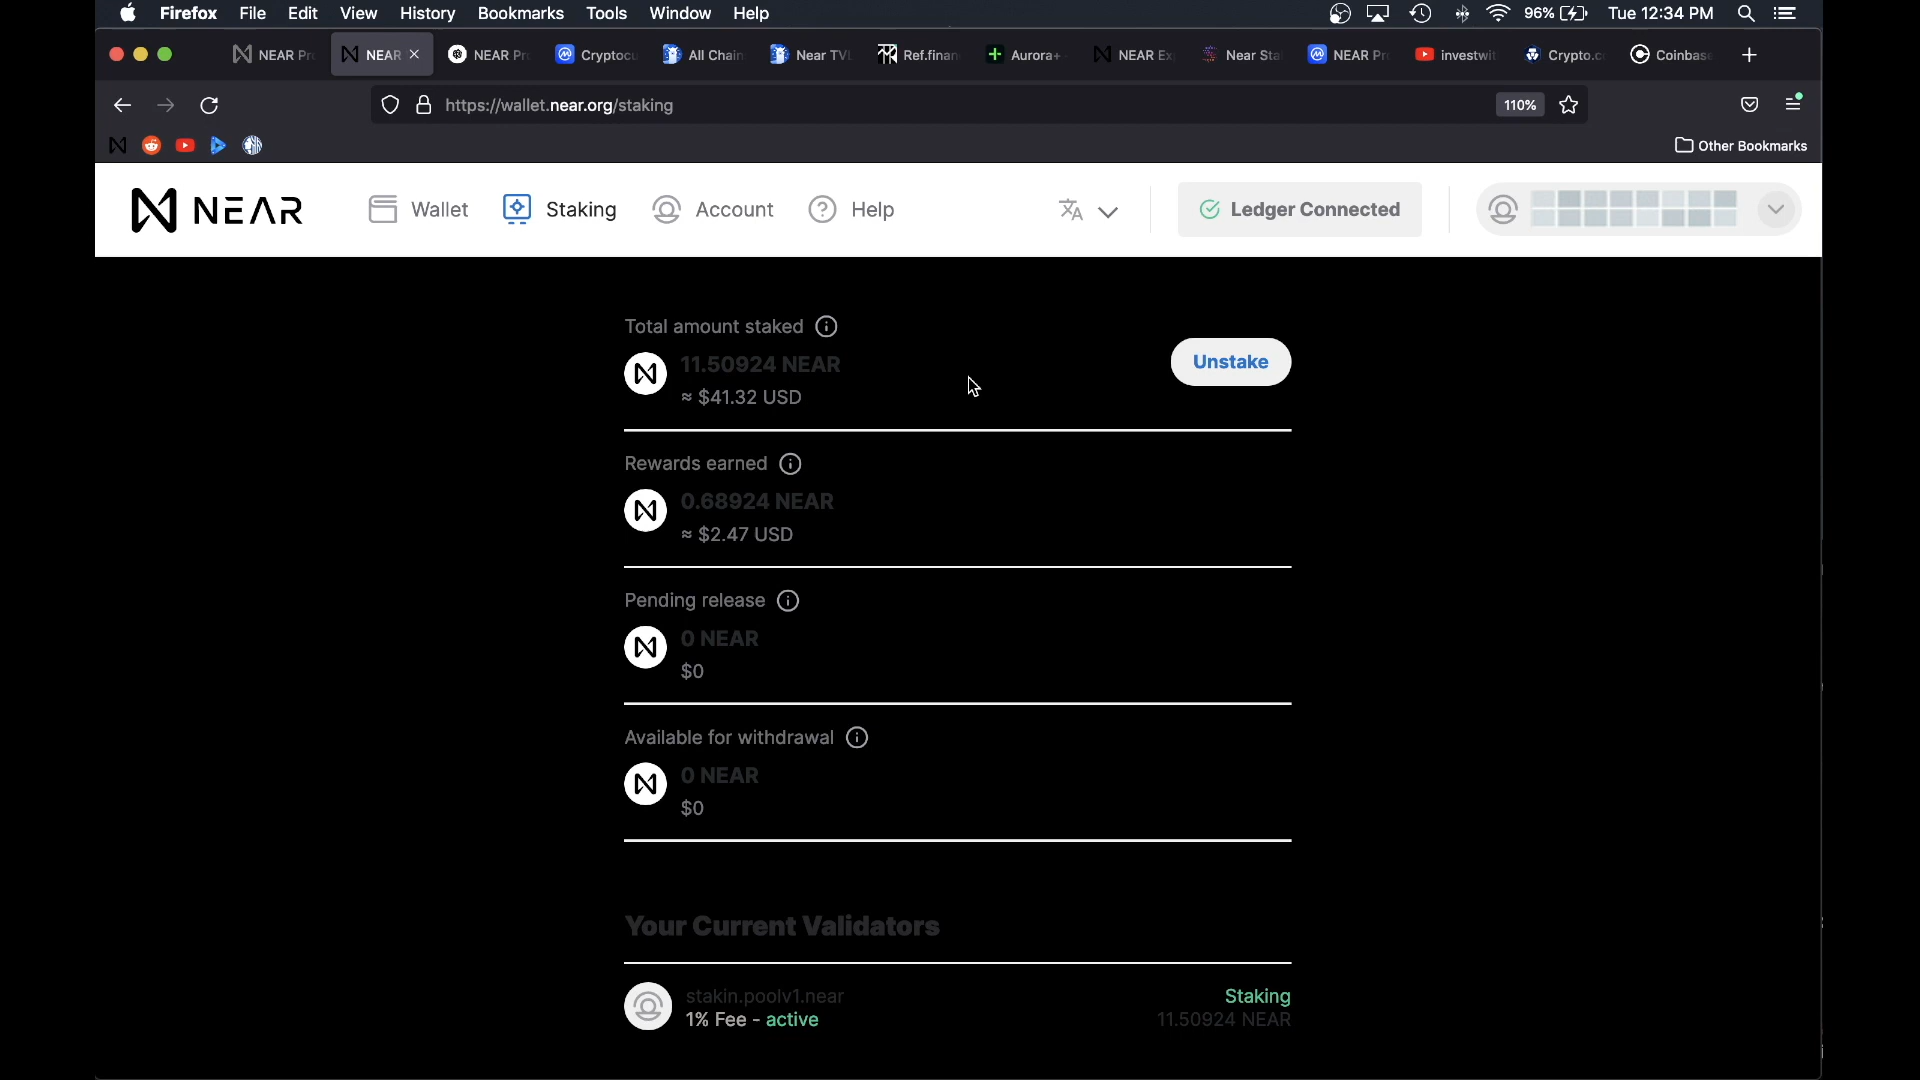 Firefox File Edit View History Bookmarks Tools Window Help 96% Tue 12:34 PM
NEAR Pr NEAR NEAR Pr Cryptocu All Chain Near TVL Ref.finan Aurora+ NEAR Ex Near Sta NEAR Pr investwit Crypto.c Coinbase
https://wallet.near.org/staking 110%
Other Bookmarks
NEAR Wallet Staking Account Help Ledger Connected
Total amount staked
11.50924 NEAR
≈ $41.32 USD
Unstake
Rewards earned
0.68924 NEAR
≈ $2.47 USD
Pending release
0 NEAR
$0
Available for withdrawal
0 NEAR
$0
Your Current Validators
stakin.poolv1.near Staking
1% Fee - active 11.50924 NEAR